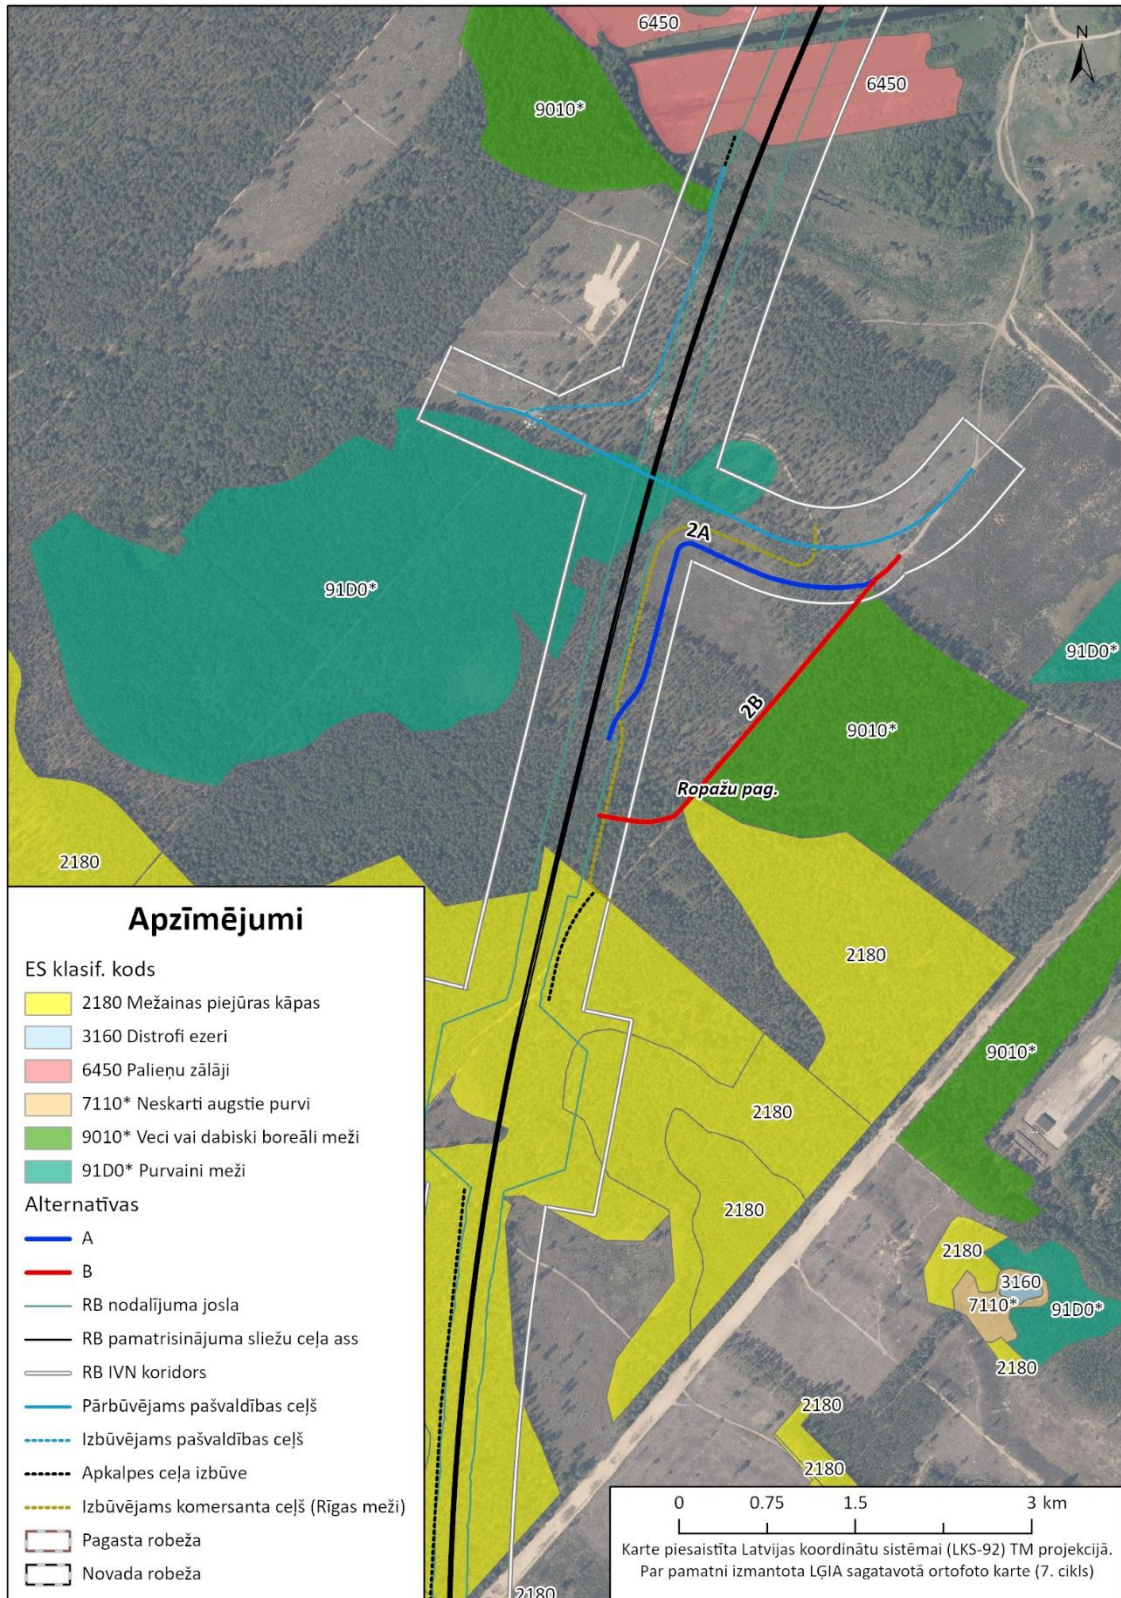 6450
N
6450
9010*
2A
91D0*
91D0*
2B
9010*
Ropažu pag.
2180
2180
9010*
2180
2180
2180
3160
7110*
91D0*
2180
2180
2180
2180
Apzīmējumi
ES klasif. kods
2180 Mežainas piejūras kāpas
3160 Distrofi ezeri
6450 Palieņu zālāji
7110* Neskarti augstie purvi
9010* Veci vai dabiski boreāli meži
91D0* Purvaini meži
Alternatīvas
A
B
RB nodalījuma josla
RB pamatrisinājuma sliežu ceļa ass
RB IVN koridors
Pārbūvējams pašvaldības ceļš
Izbūvējams pašvaldības ceļš
Apkalpes ceļa izbūve
Izbūvējams komersanta ceļš (Rīgas meži)
Pagasta robeža
Novada robeža
0 0.75 1.5 3 km
Karte piesaistīta Latvijas koordinātu sistēmai (LKS-92) TM projekcijā.
Par pamatni izmantota LĢIA sagatavotā ortofoto karte (7. cikls)